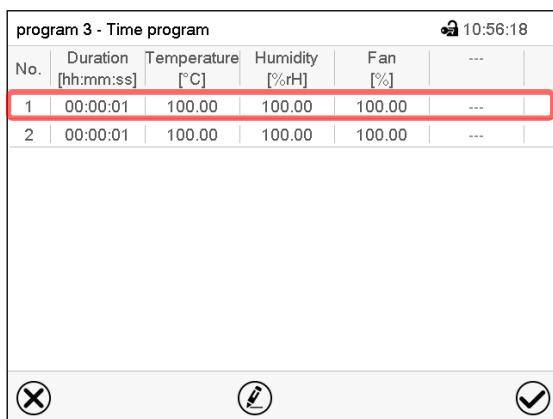 program 3 - Time program 10:56:18
No. Duration [hh:mm:ss] Temperature [°C] Humidity [%rH] Fan [%] ---
1 00:00:01 100.00 100.00 100.00 ---
2 00:00:01 100.00 100.00 100.00 ---